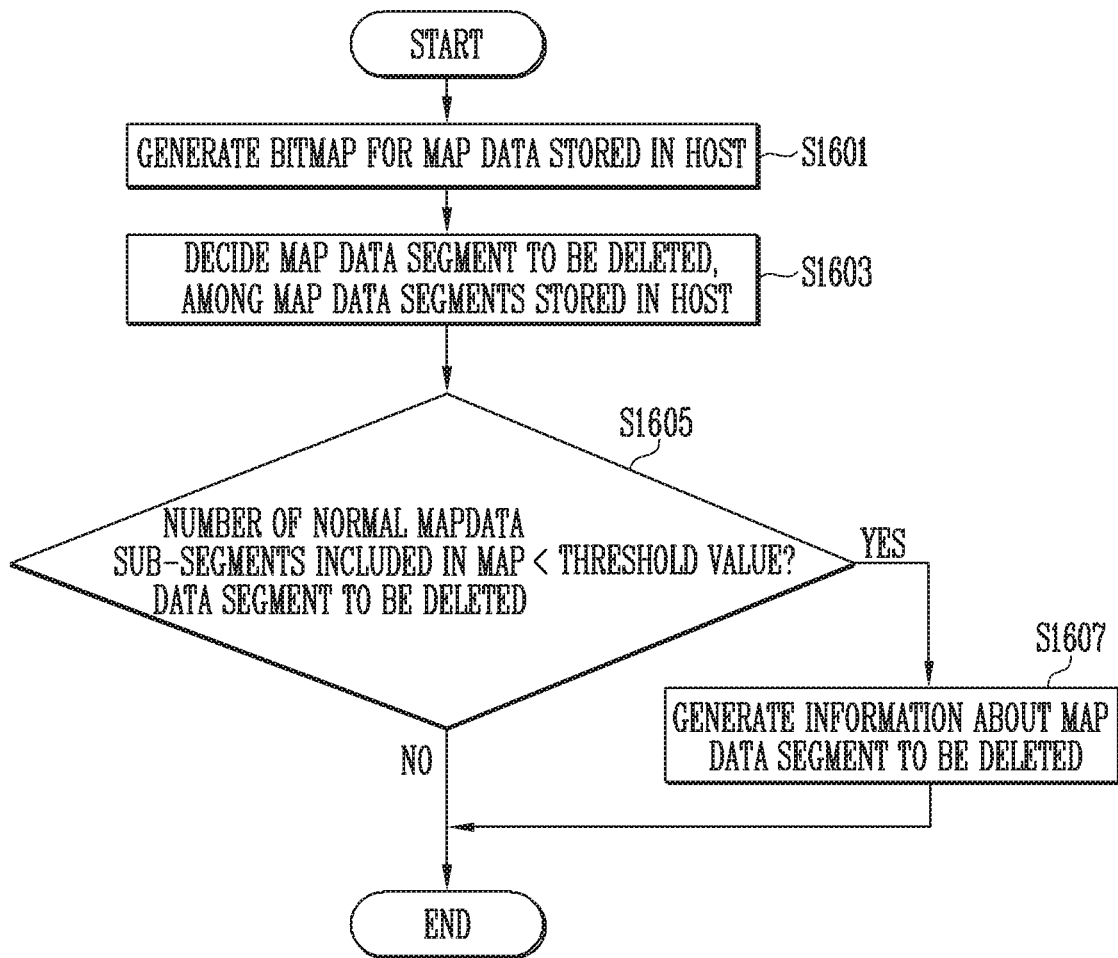 START
GENERATE BITMAP FOR MAP DATA STORED IN HOST
S1601
DECIDE MAP DATA SEGMENT TO BE DELETED,
AMONG MAP DATA SEGMENTS STORED IN HOST
S1603
S1605
NUMBER OF NORMAL MAPDATA
SUB-SEGMENTS INCLUDED IN MAP < THRESHOLD VALUE?
DATA SEGMENT TO BE DELETED
YES
S1607
GENERATE INFORMATION ABOUT MAP
DATA SEGMENT TO BE DELETED
NO
END